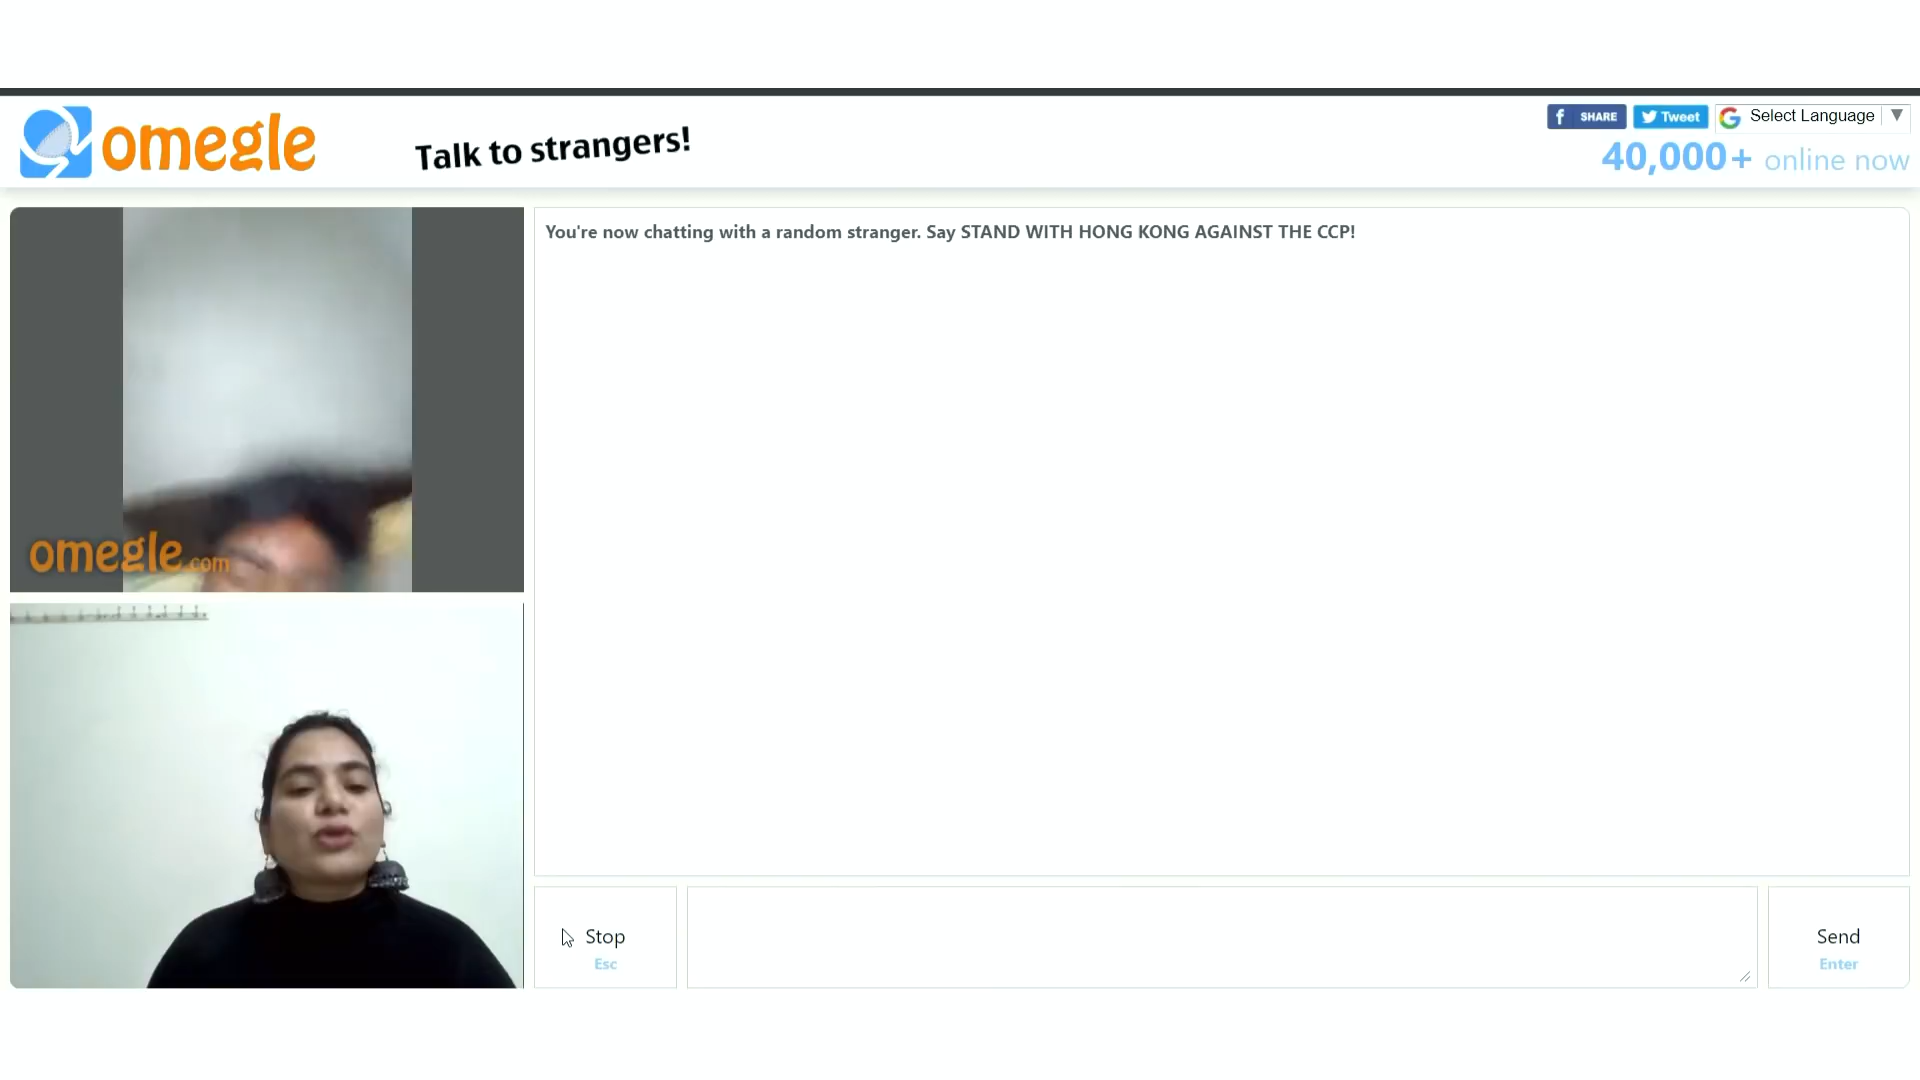 omegle
Talk to strangers!
SHARE
Tweet
Select Language
40,000+ online now
You're now chatting with a random stranger. Say STAND WITH HONG KONG AGAINST THE CCP!
omegle.com
Stop
Esc
Send
Enter